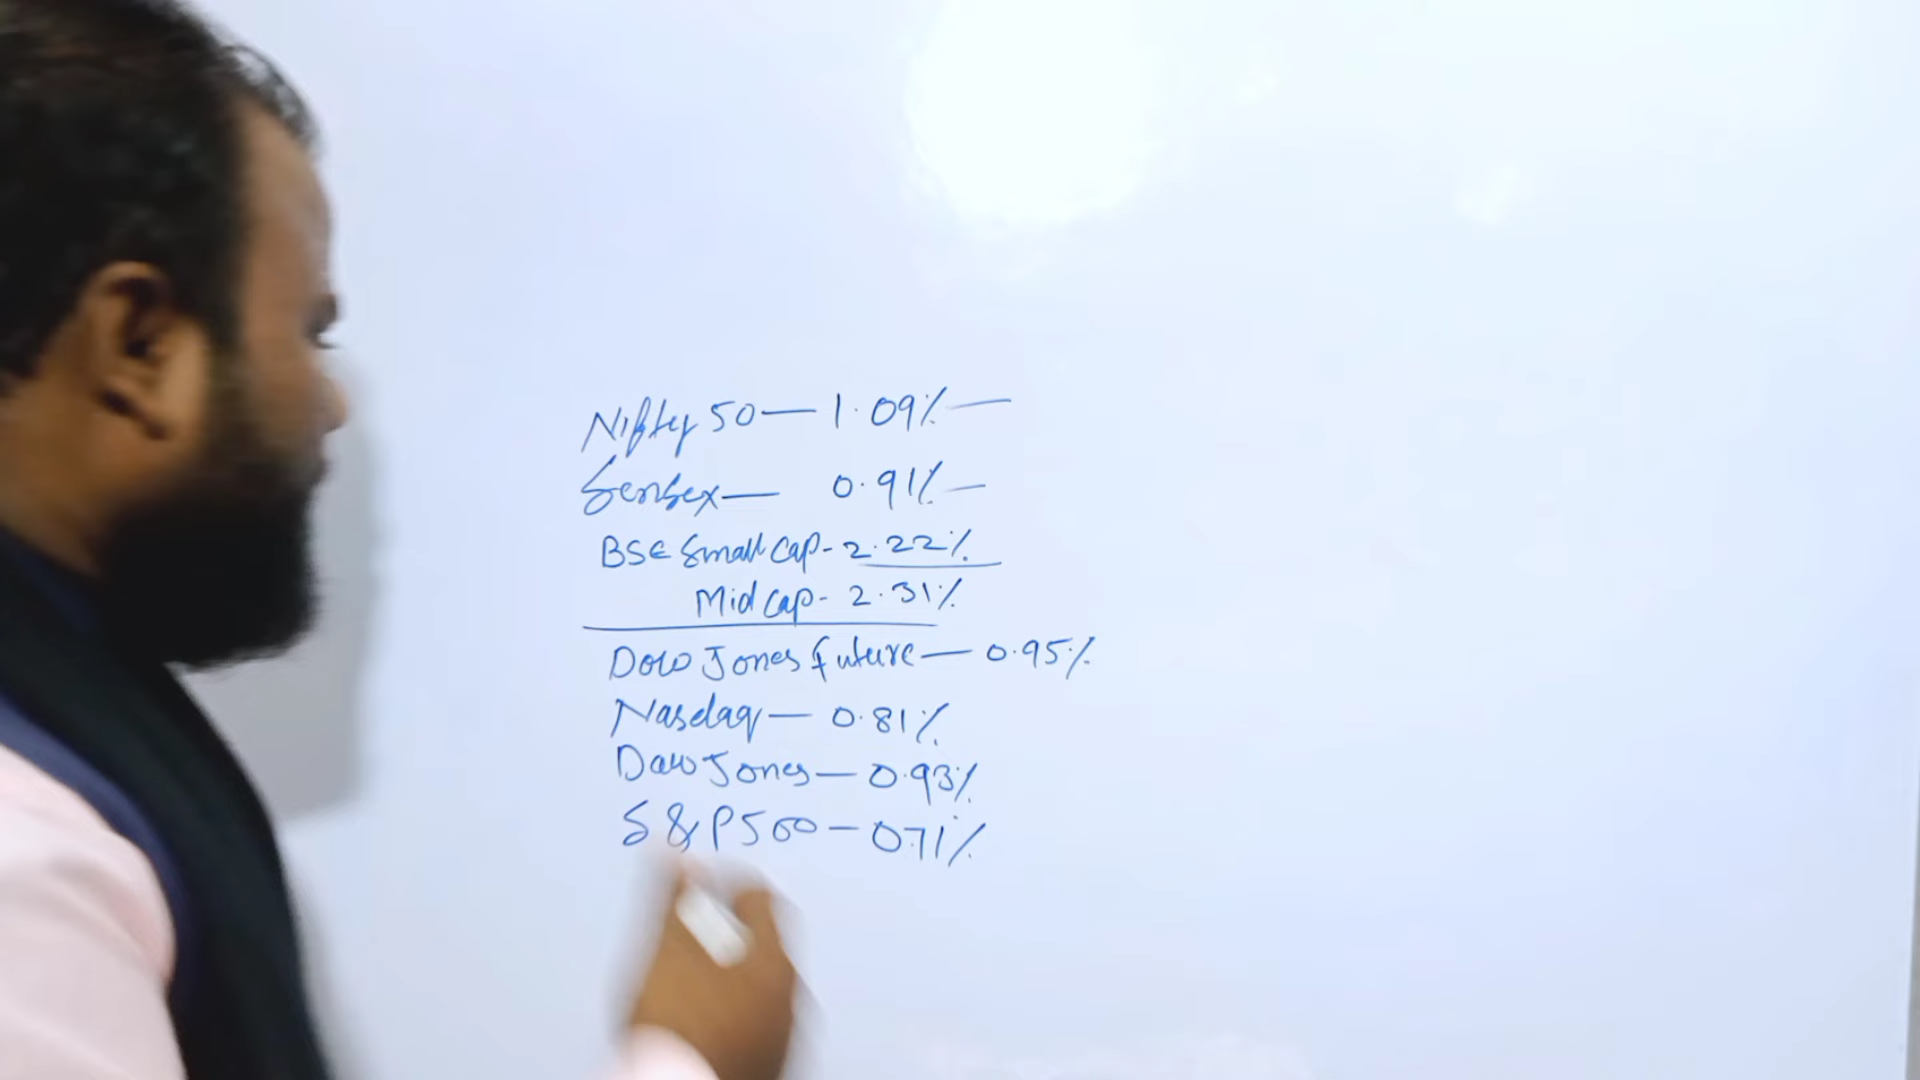 Nifty 50 — 1.09% —
Sensex — 0.91% —
BSE Small Cap - 2.22%
Mid Cap - 2.31%
Dow Jones future — 0.95%
Nasdaq — 0.81%
Dow Jones — 0.93%
S&P 500 — 0.71%